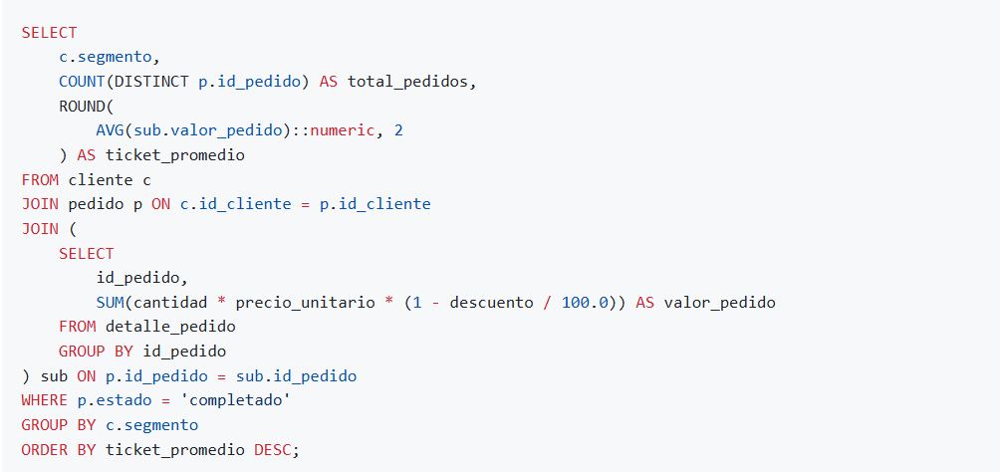 SELECT
    c.segmento,
    COUNT(DISTINCT p.id_pedido) AS total_pedidos,
    ROUND(
        AVG(sub.valor_pedido)::numeric, 2
    ) AS ticket_promedio
FROM cliente c
JOIN pedido p ON c.id_cliente = p.id_cliente
JOIN (
    SELECT
        id_pedido,
        SUM(cantidad * precio_unitario * (1 - descuento / 100.0)) AS valor_pedido
    FROM detalle_pedido
    GROUP BY id_pedido
) sub ON p.id_pedido = sub.id_pedido
WHERE p.estado = 'completado'
GROUP BY c.segmento
ORDER BY ticket_promedio DESC;